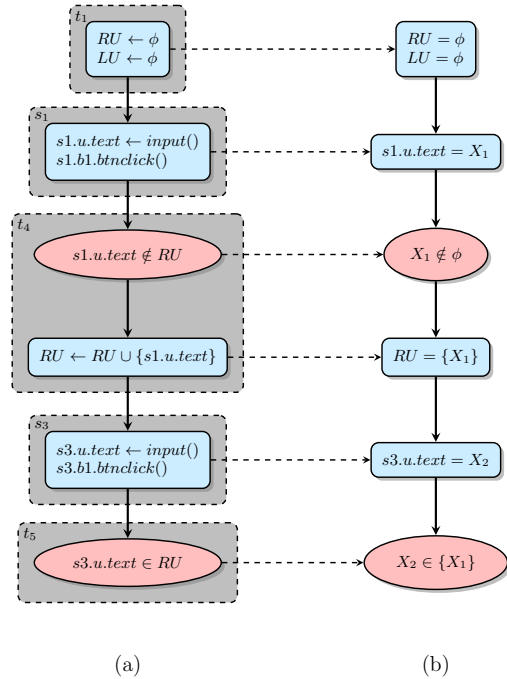 t₁
RU ← ϕ
LU ← ϕ
RU = ϕ
LU = ϕ
s₁
s1.u.text ← input()
s1.b1.btnclick()
s1.u.text = X₁
t₄
s1.u.text ∉ RU
X₁ ∉ ϕ
RU ← RU ∪ {s1.u.text}
RU = {X₁}
s₃
s3.u.text ← input()
s3.b1.btnclick()
s3.u.text = X₂
t₅
s3.u.text ∈ RU
X₂ ∈ {X₁}
(a)
(b)